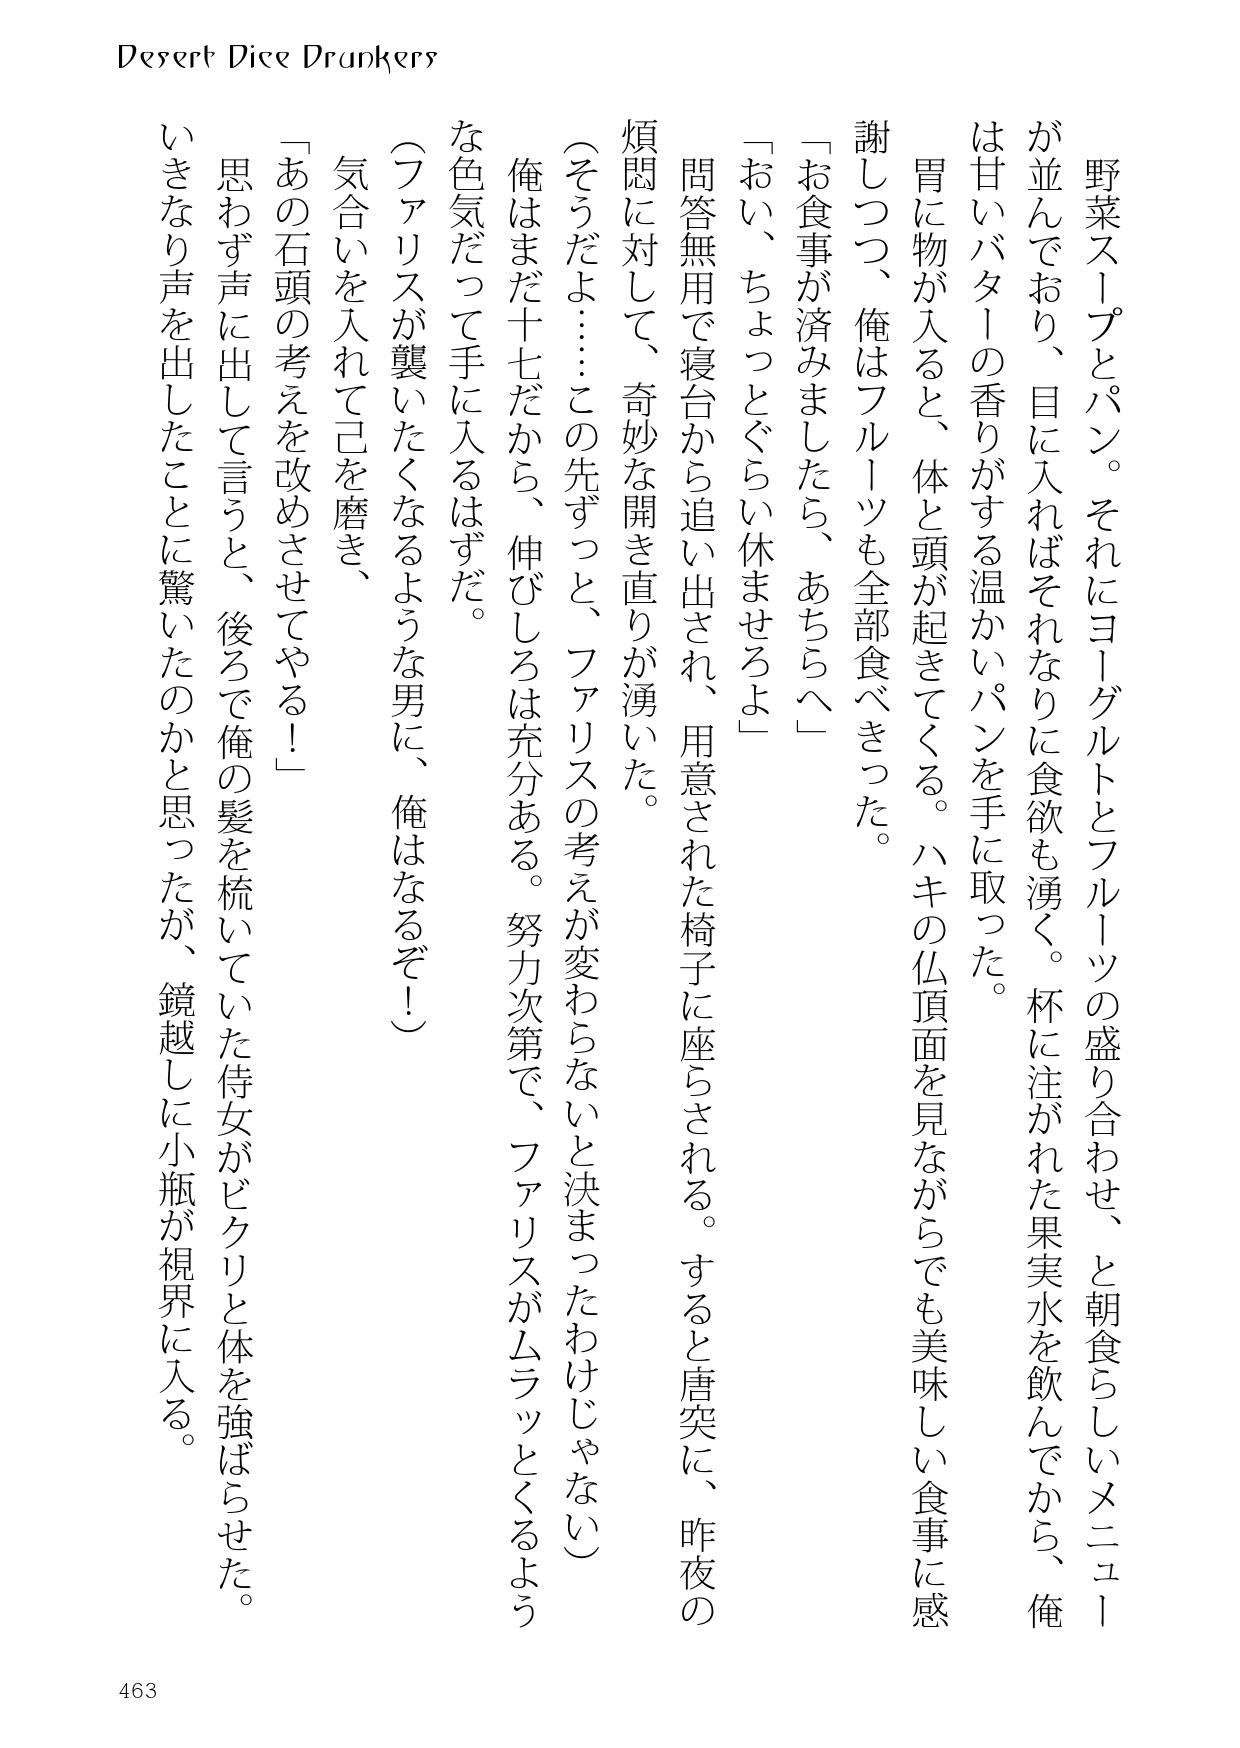 Desert Dice Drunkers
　野菜スープとパン。それにヨーグルトとフルーツの盛り合わせ、と朝食らしいメニュー
が並んでおり、目に入ればそれなりに食欲も湧く。杯に注がれた果実水を飲んでから、俺
は甘いバターの香りがする温かいパンを手に取った。
　胃に物が入ると、体と頭が起きてくる。ハキの仏頂面を見ながらでも美味しい食事に感
謝しつつ、俺はフルーツも全部食べきった。
「お食事が済みましたら、あちらへ」
「おい、ちょっとぐらい休ませろよ」
　問答無用で寝台から追い出され、用意された椅子に座らされる。すると唐突に、昨夜の
煩悶に対して、奇妙な開き直りが湧いた。
（そうだよ……この先ずっと、ファリスの考えが変わらないと決まったわけじゃない）
　俺はまだ十七だから、伸びしろは充分ある。努力次第で、ファリスがムラッとくるよう
な色気だって手に入るはずだ。
（ファリスが襲いたくなるような男に、俺はなるぞ！）
　気合いを入れて己を磨き、
「あの石頭の考えを改めさせてやる！」
　思わず声に出して言うと、後ろで俺の髪を梳いていた侍女がビクリと体を強ばらせた。
いきなり声を出したことに驚いたのかと思ったが、鏡越しに小瓶が視界に入る。
463